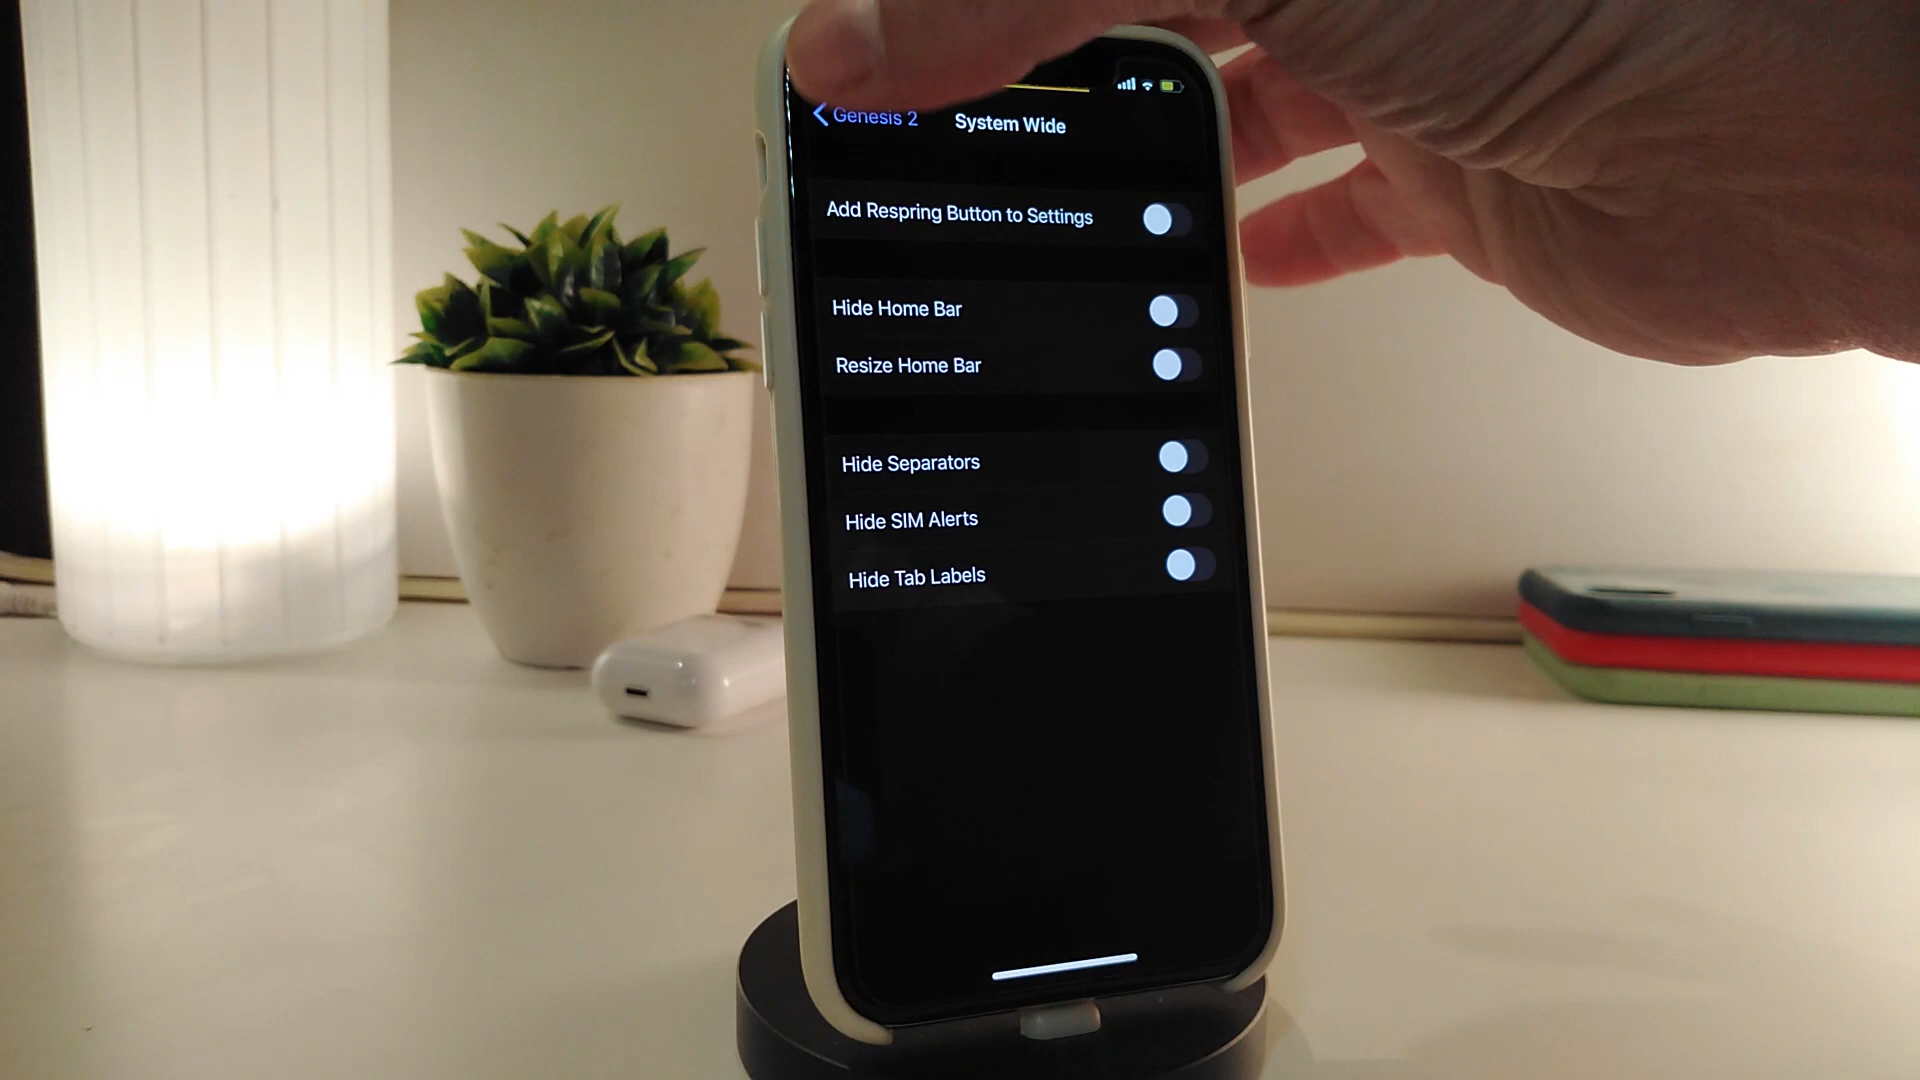 Genesis 2
System Wide
Add Respring Button to Settings
Hide Home Bar
Resize Home Bar
Hide Separators
Hide SIM Alerts
Hide Tab Labels